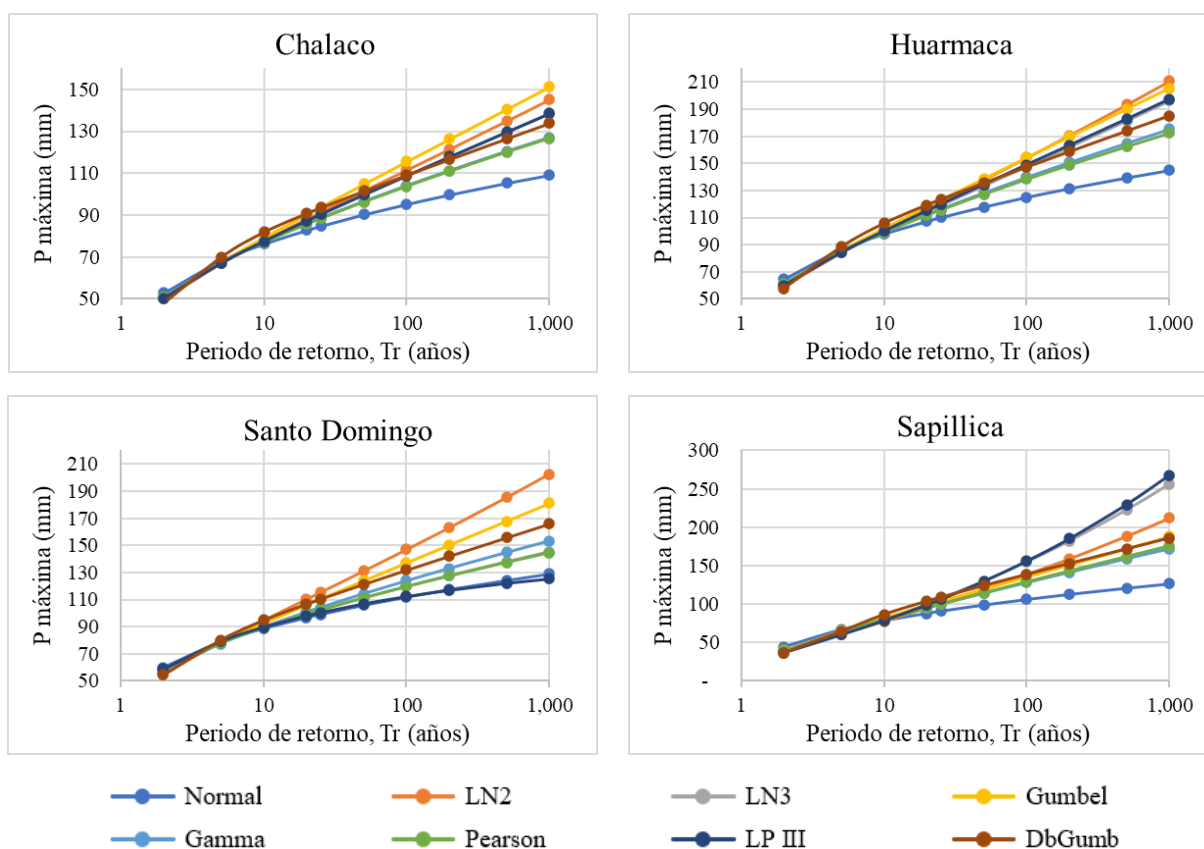 Chalaco
P máxima (mm)
150
130
110
90
70
50
1 10 100 1,000
Periodo de retorno, Tr (años)
Huarmaca
P máxima (mm)
210
190
170
150
130
110
90
70
50
1 10 100 1,000
Periodo de retorno, Tr (años)
Santo Domingo
P máxima (mm)
210
190
170
150
130
110
90
70
50
1 10 100 1,000
Periodo de retorno, Tr (años)
Sapillica
P máxima (mm)
300
250
200
150
100
50
-
1 10 100 1,000
Periodo de retorno, Tr (años)
Normal LN2 LN3 Gumbel
Gamma Pearson LP III DbGumb